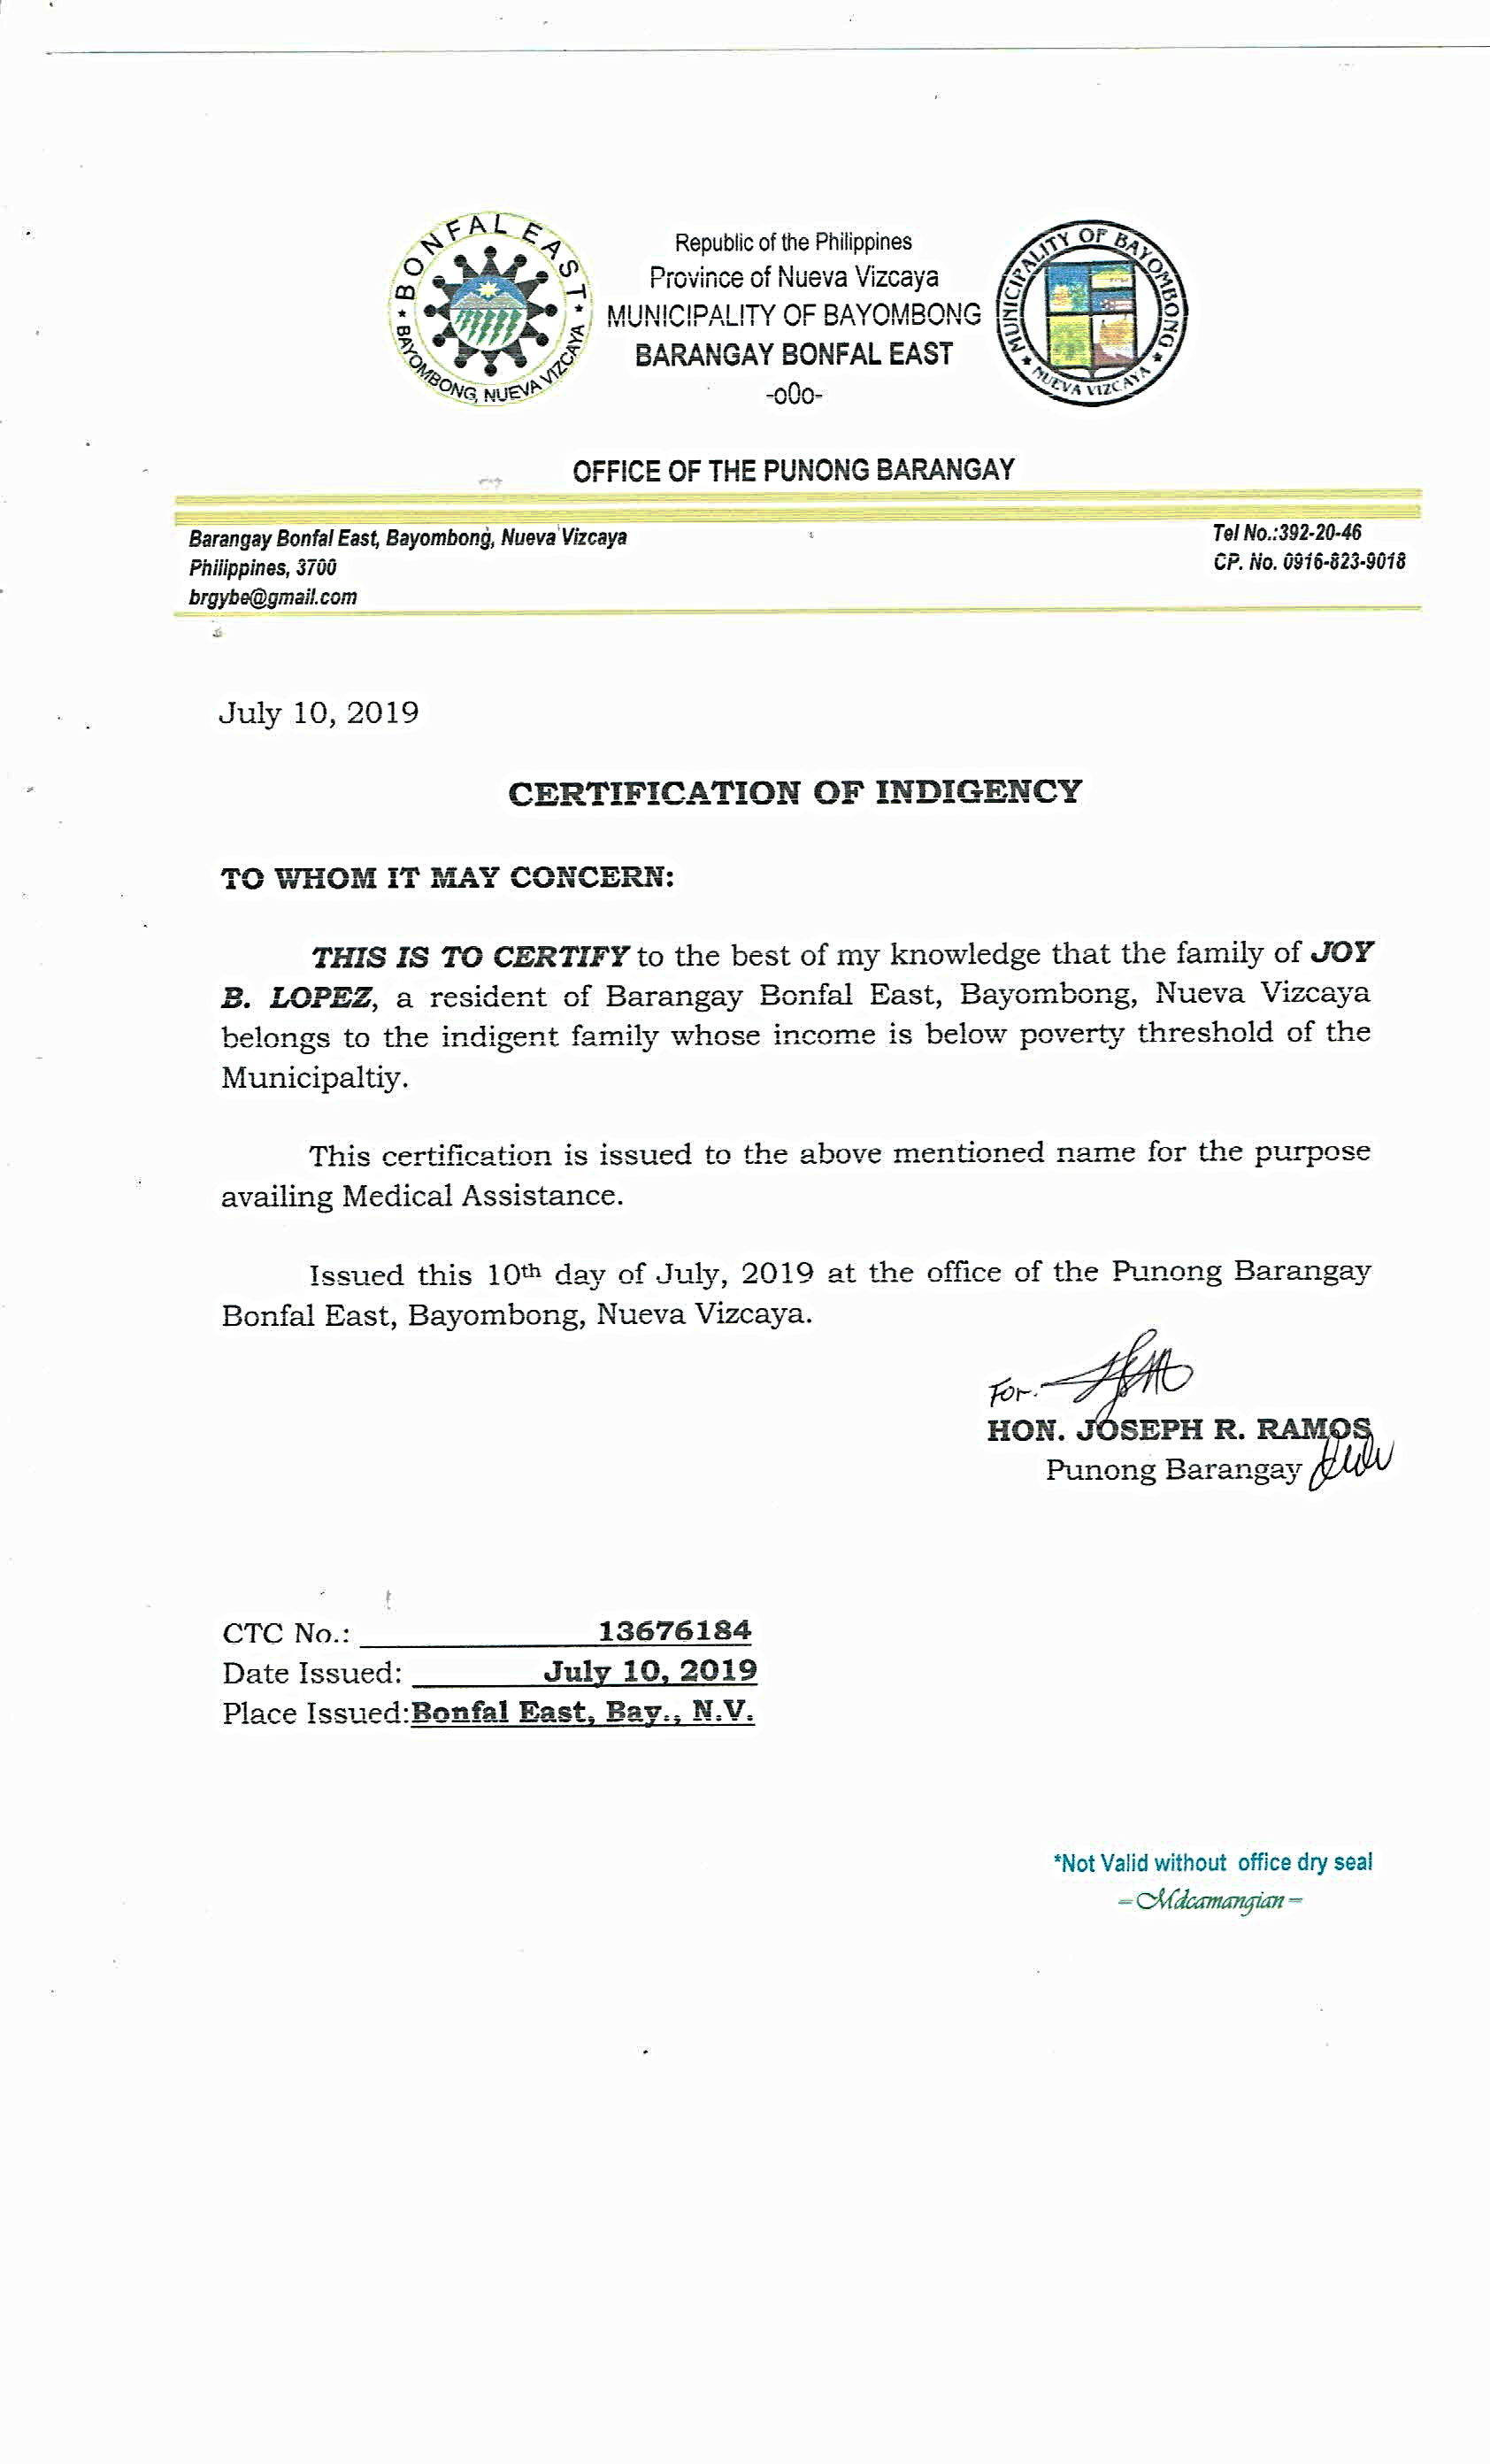 BONFAL EAST
* BAYOMBONG, NUEVA VIZCAYA *
Republic of the Philippines
Province of Nueva Vizcaya
MUNICIPALITY OF BAYOMBONG
BARANGAY BONFAL EAST
-o0o-
MUNICIPALITY OF BAYOMBONG
* NUEVA VIZCAYA *
OFFICE OF THE PUNONG BARANGAY
Barangay Bonfal East, Bayombong, Nueva Vizcaya
Philippines, 3700
brgybe@gmail.com
Tel No.:392-20-46
CP. No. 0916-823-9018
July 10, 2019
CERTIFICATION OF INDIGENCY
TO WHOM IT MAY CONCERN:
THIS IS TO CERTIFY to the best of my knowledge that the family of JOY
B. LOPEZ, a resident of Barangay Bonfal East, Bayombong, Nueva Vizcaya
belongs to the indigent family whose income is below poverty threshold of the
Municipaltiy.
This certification is issued to the above mentioned name for the purpose
availing Medical Assistance.
Issued this 10th day of July, 2019 at the office of the Punong Barangay
Bonfal East, Bayombong, Nueva Vizcaya.
For:
HON. JOSEPH R. RAMOS
Punong Barangay
CTC No.: 13676184
Date Issued: July 10, 2019
Place Issued:Bonfal East, Bay., N.V.
*Not Valid without office dry seal
=Mdcamangian=